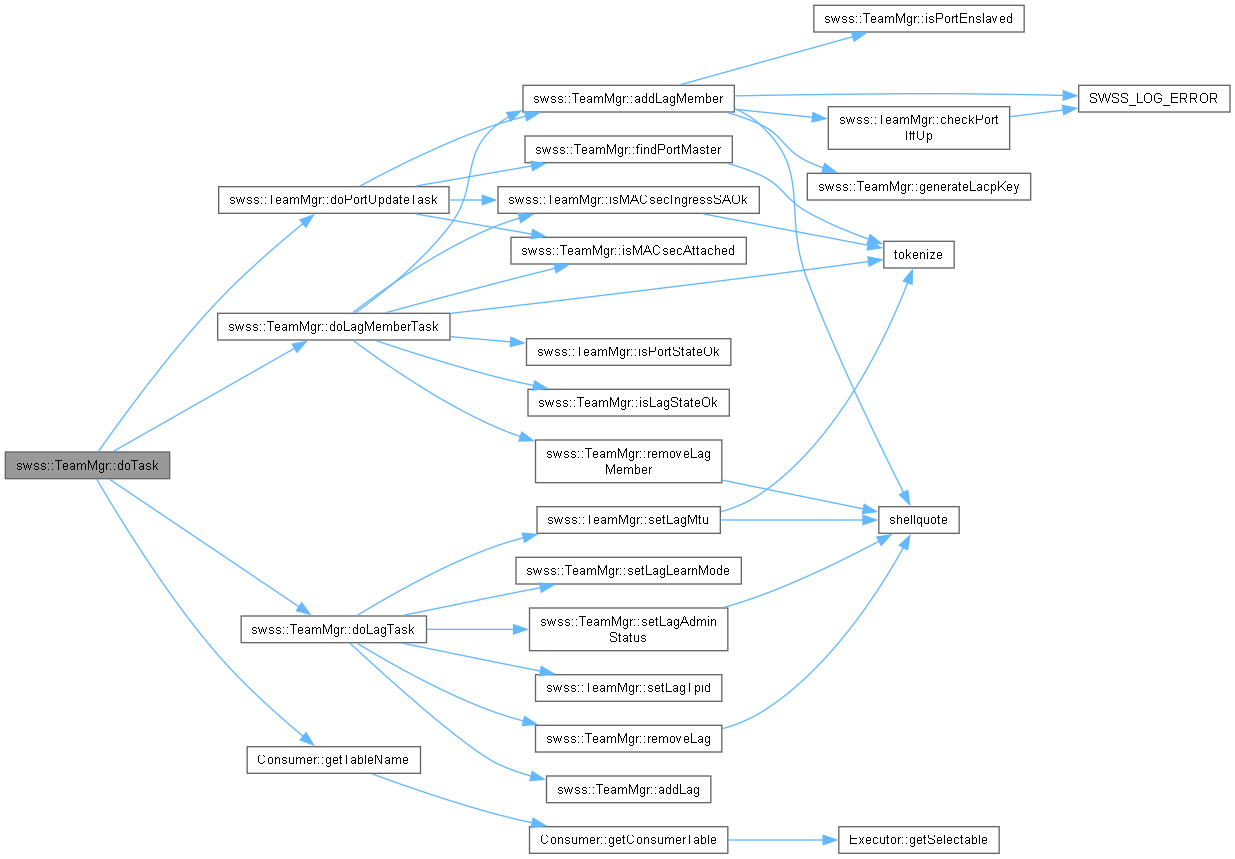 swss::TeamMgr::isPortEnslaved
swss::TeamMgr::addLagMember
SWSS_LOG_ERROR
swss::TeamMgr::checkPort
IffUp
swss::TeamMgr::findPortMaster
swss::TeamMgr::generateLacpKey
swss::TeamMgr::doPortUpdateTask
swss::TeamMgr::isMACsecIngressSAOk
swss::TeamMgr::isMACsecAttached
tokenize
swss::TeamMgr::doLagMemberTask
swss::TeamMgr::isPortStateOk
swss::TeamMgr::isLagStateOk
swss::TeamMgr::doTask
swss::TeamMgr::removeLag
Member
swss::TeamMgr::setLagMtu
shellquote
swss::TeamMgr::setLagLearnMode
swss::TeamMgr::doLagTask
swss::TeamMgr::setLagAdmin
Status
swss::TeamMgr::setLagTpid
swss::TeamMgr::removeLag
Consumer::getTableName
swss::TeamMgr::addLag
Consumer::getConsumerTable
Executor::getSelectable